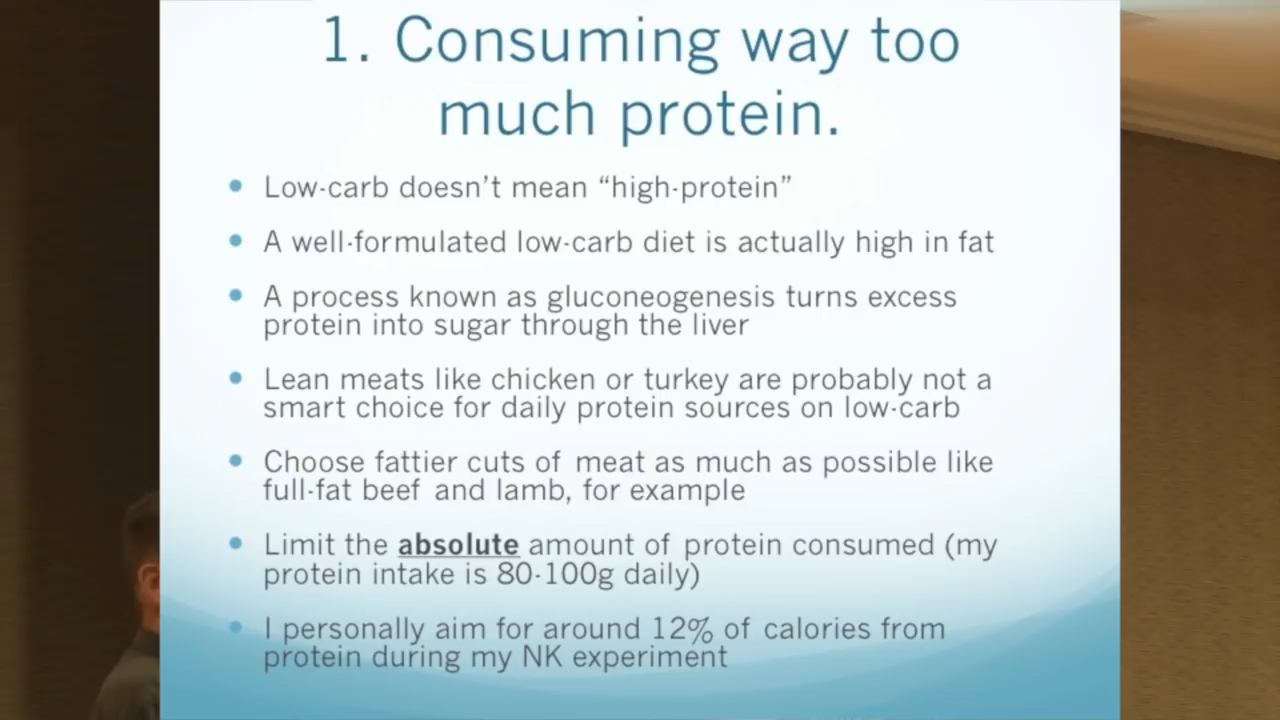 1. Consuming way too
much protein.
• Low-carb doesn't mean “high-protein”
• A well-formulated low-carb diet is actually high in fat
• A process known as gluconeogenesis turns excess
protein into sugar through the liver
• Lean meats like chicken or turkey are probably not a
smart choice for daily protein sources on low-carb
• Choose fattier cuts of meat as much as possible like
full-fat beef and lamb, for example
• Limit the absolute amount of protein consumed (my
protein intake is 80-100g daily)
• I personally aim for around 12% of calories from
protein during my NK experiment